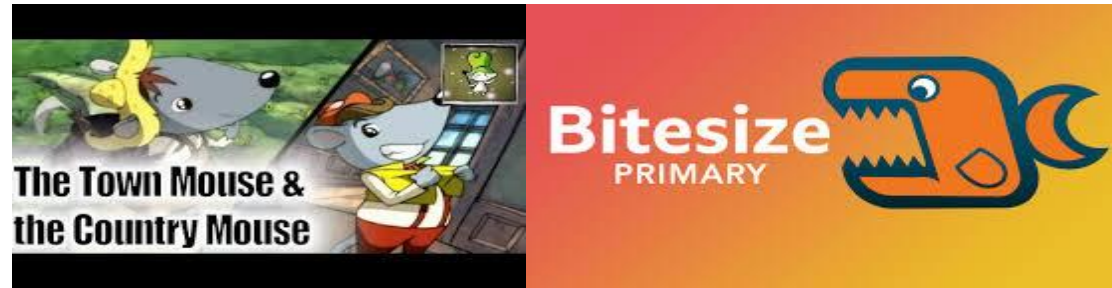 The Town Mouse &
the Country Mouse
Bitesize
PRIMARY